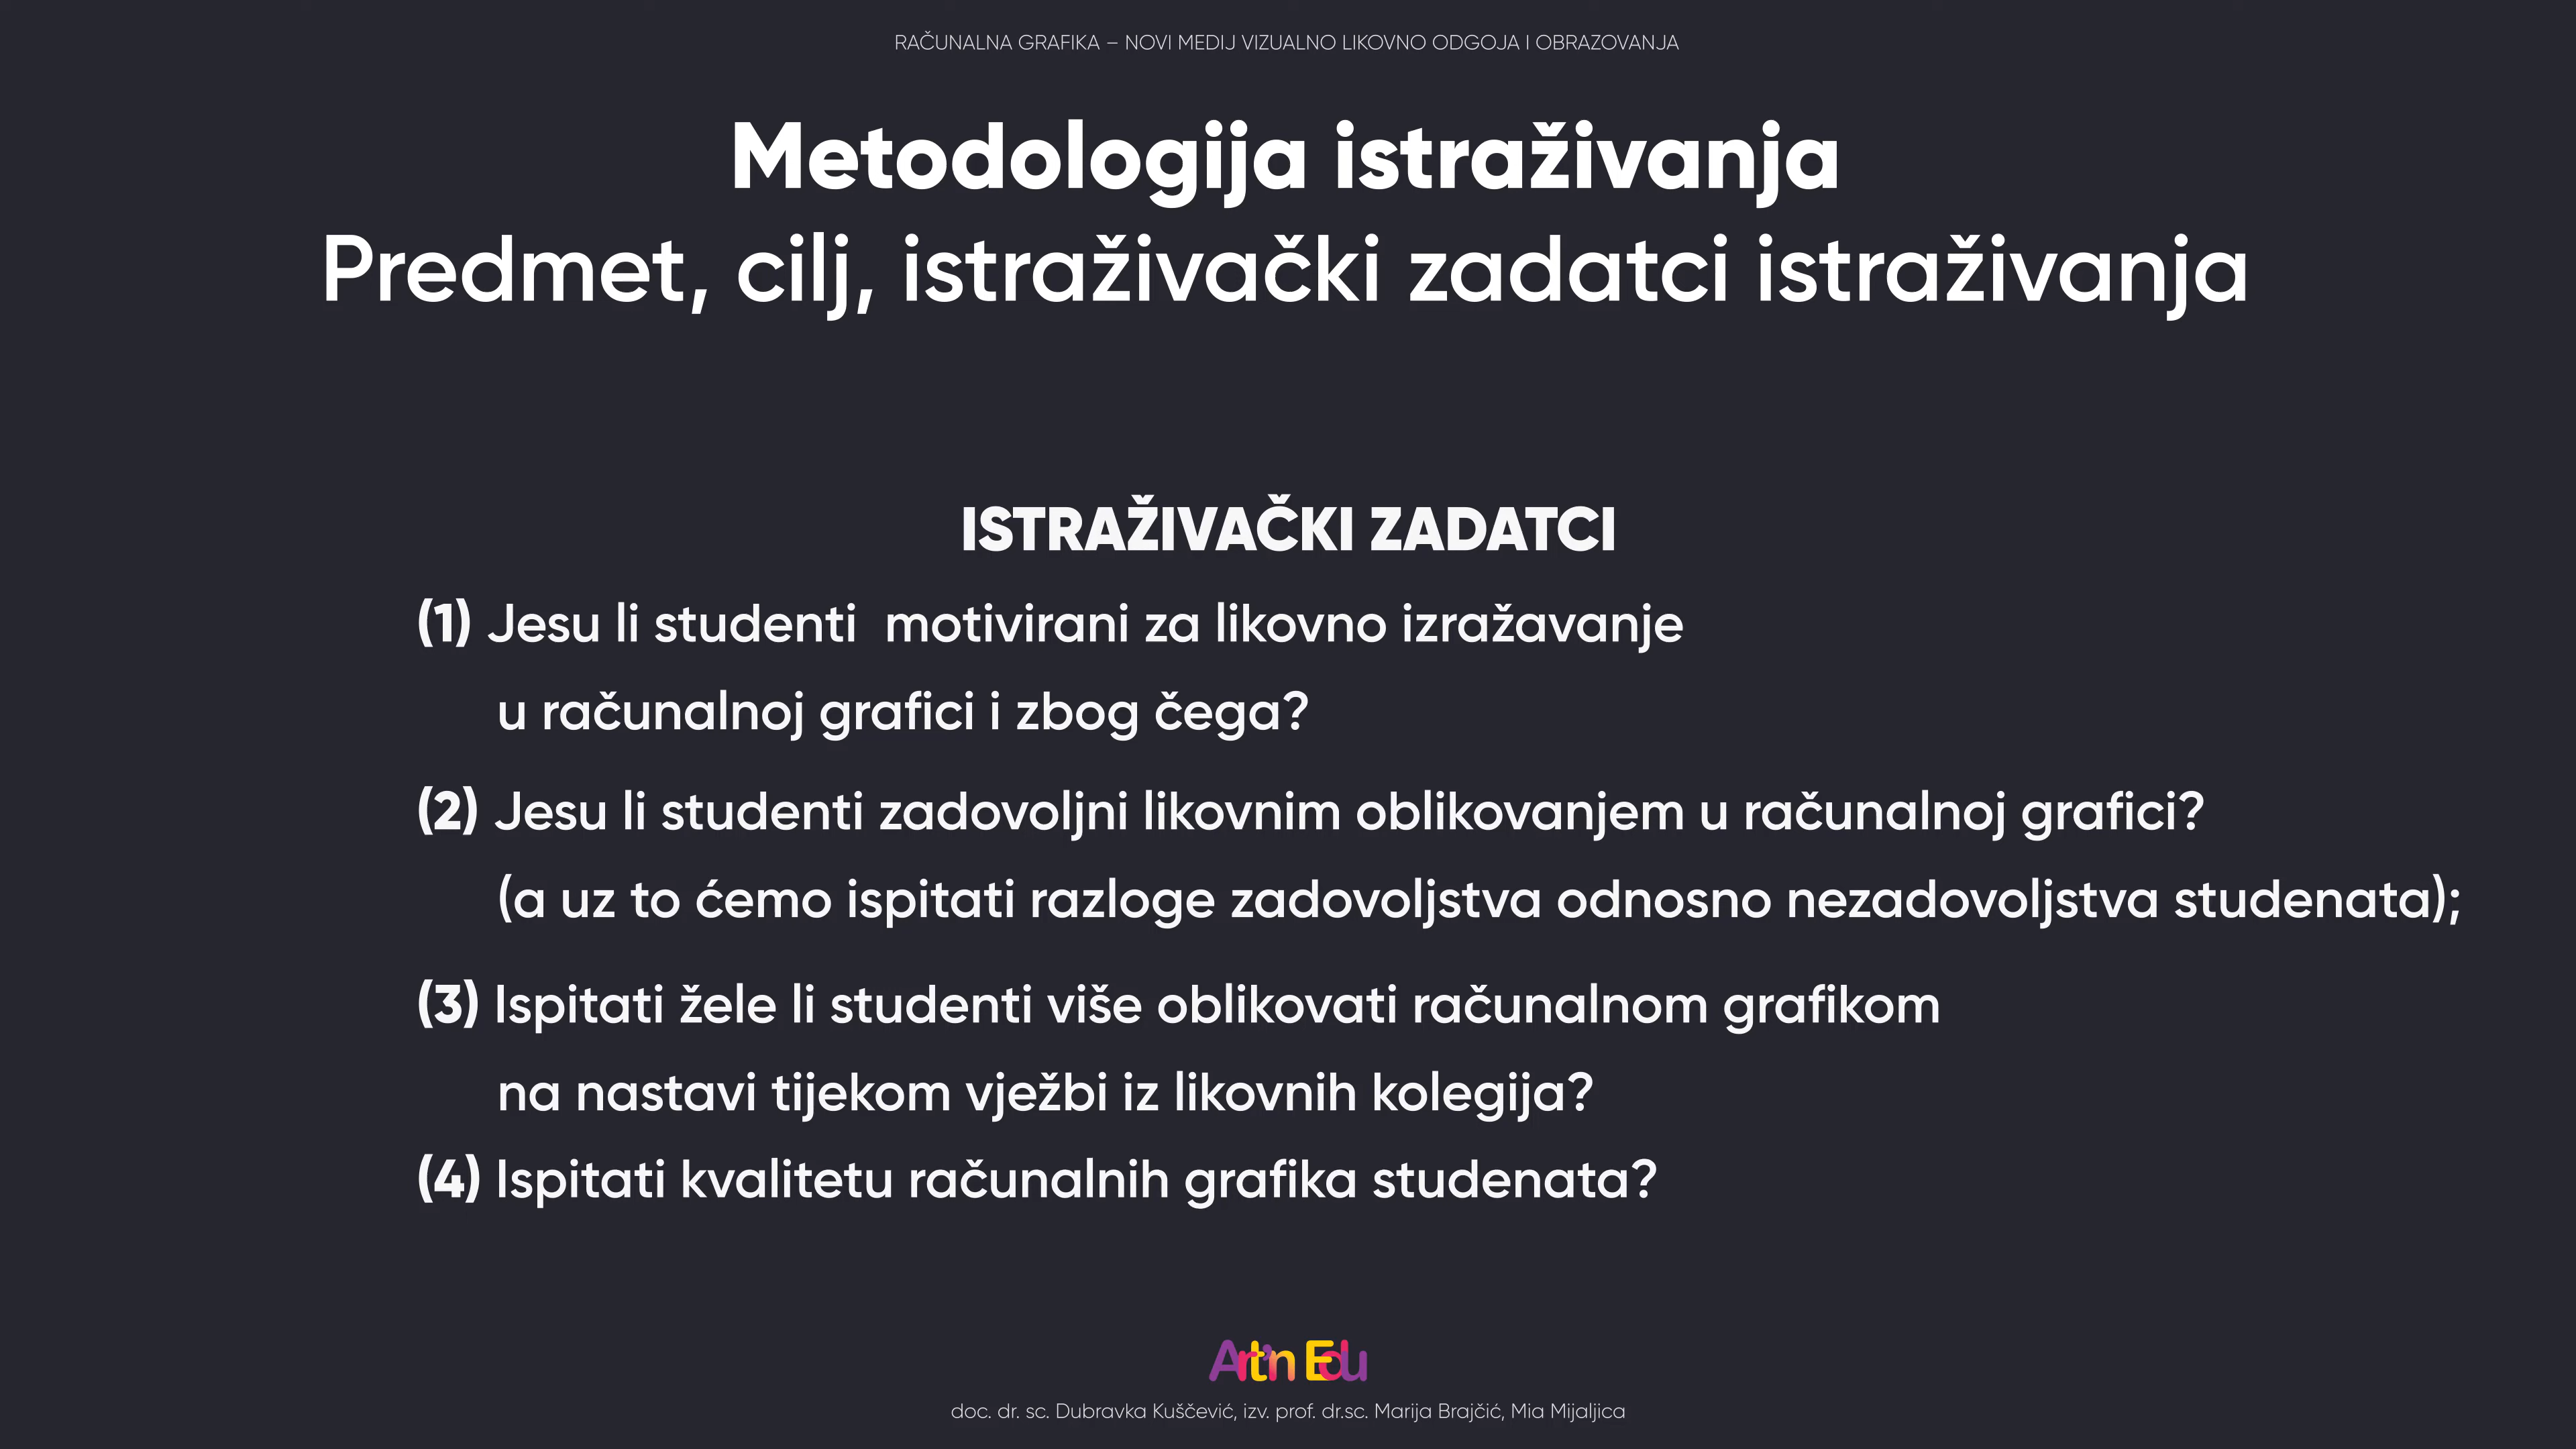 RAČUNALNA GRAFIKA – NOVI MEDIJ VIZUALNO LIKOVNO ODGOJA I OBRAZOVANJA
Metodologija istraživanja
Predmet, cilj, istraživački zadatci istraživanja
ISTRAŽIVAČKI ZADATCI
(1) Jesu li studenti  motivirani za likovno izražavanje
u računalnoj grafici i zbog čega?
(2) Jesu li studenti zadovoljni likovnim oblikovanjem u računalnoj grafici?
(a uz to ćemo ispitati razloge zadovoljstva odnosno nezadovoljstva studenata);
(3) Ispitati žele li studenti više oblikovati računalnom grafikom
na nastavi tijekom vježbi iz likovnih kolegija?
(4) Ispitati kvalitetu računalnih grafika studenata?
Art'n Edu
doc. dr. sc. Dubravka Kuščević, izv. prof. dr.sc. Marija Brajčić, Mia Mijaljica